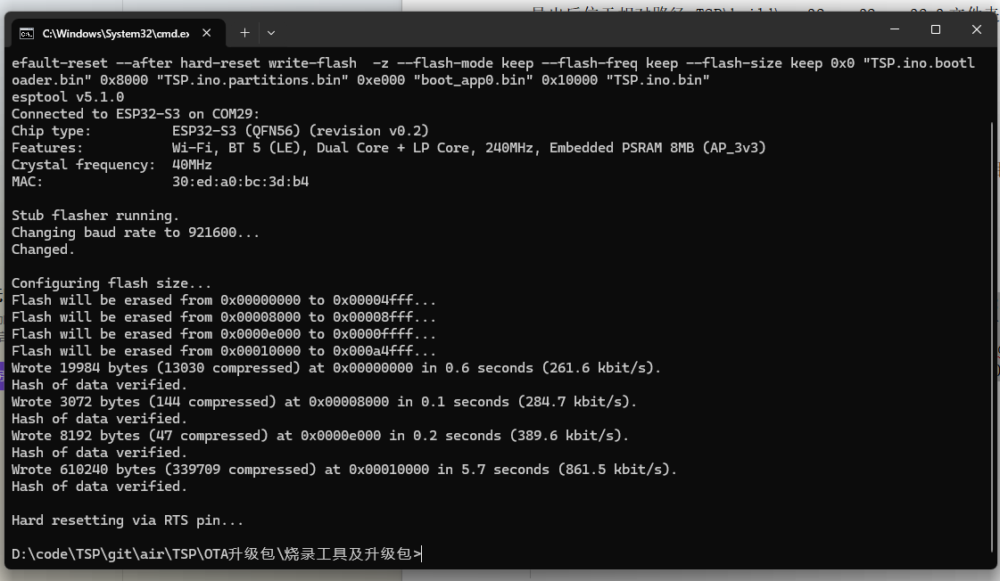 C:\Windows\System32\cmd.ex
efault-reset --after hard-reset write-flash  -z --flash-mode keep --flash-freq keep --flash-size keep 0x0 "TSP.ino.bootl
oader.bin" 0x8000 "TSP.ino.partitions.bin" 0xe000 "boot_app0.bin" 0x10000 "TSP.ino.bin"
esptool v5.1.0
Connected to ESP32-S3 on COM29:
Chip type:          ESP32-S3 (QFN56) (revision v0.2)
Features:           Wi-Fi, BT 5 (LE), Dual Core + LP Core, 240MHz, Embedded PSRAM 8MB (AP_3v3)
Crystal frequency:  40MHz
MAC:                30:ed:a0:bc:3d:b4
Stub flasher running.
Changing baud rate to 921600...
Changed.
Configuring flash size...
Flash will be erased from 0x00000000 to 0x00004fff...
Flash will be erased from 0x00008000 to 0x00008fff...
Flash will be erased from 0x0000e000 to 0x0000ffff...
Flash will be erased from 0x00010000 to 0x000a4fff...
Wrote 19984 bytes (13030 compressed) at 0x00000000 in 0.6 seconds (261.6 kbit/s).
Hash of data verified.
Wrote 3072 bytes (144 compressed) at 0x00008000 in 0.1 seconds (284.7 kbit/s).
Hash of data verified.
Wrote 8192 bytes (47 compressed) at 0x0000e000 in 0.2 seconds (389.6 kbit/s).
Hash of data verified.
Wrote 610240 bytes (339709 compressed) at 0x00010000 in 5.7 seconds (861.5 kbit/s).
Hash of data verified.
Hard resetting via RTS pin...
D:\code\TSP\git\air\TSP\OTA升级包\烧录工具及升级包>